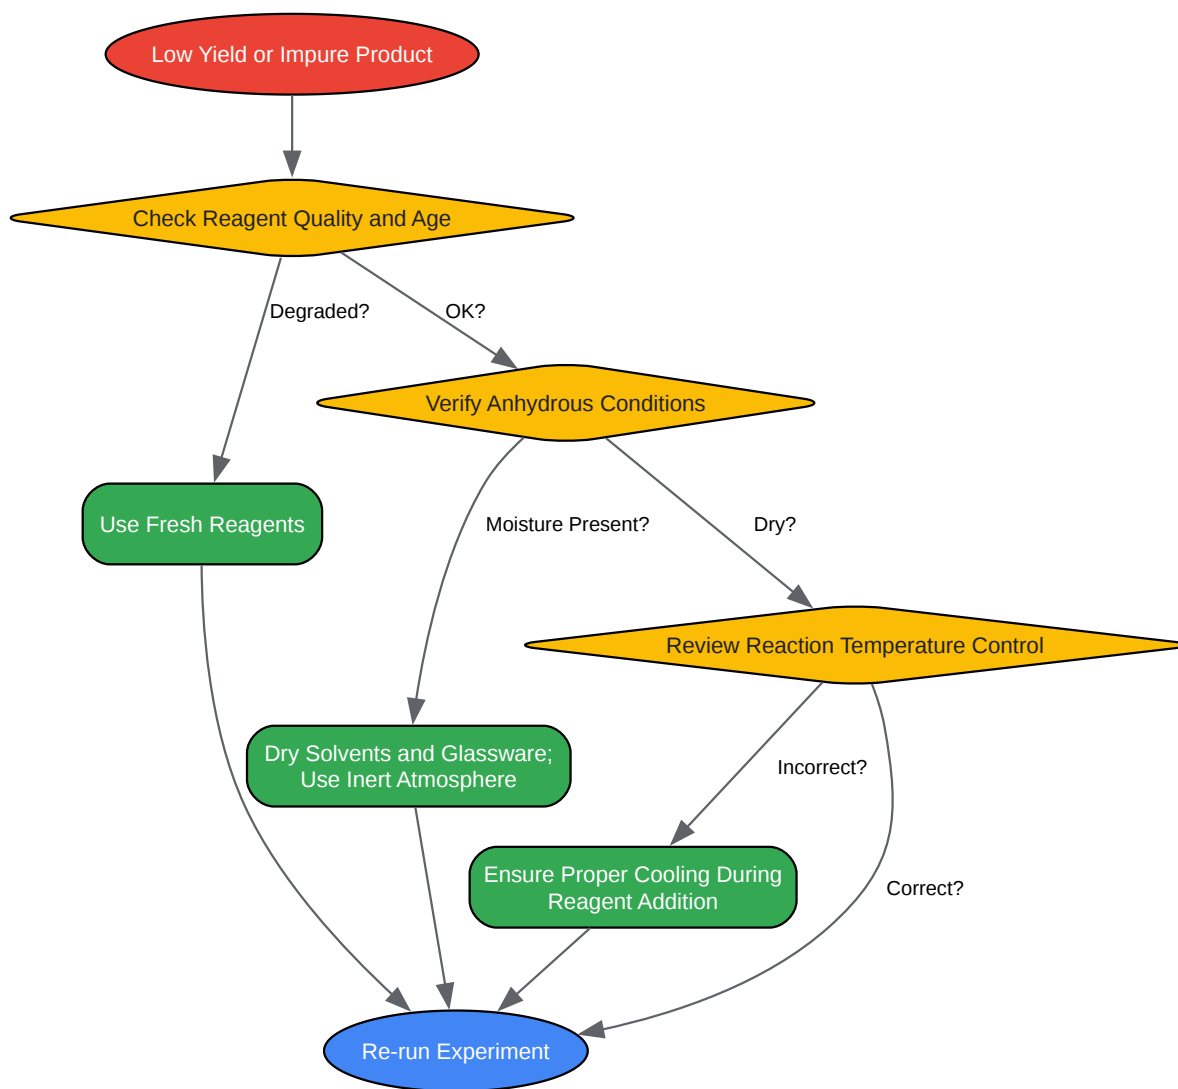 Low Yield or Impure Product
Check Reagent Quality and Age
Degraded?
OK?
Verify Anhydrous Conditions
Use Fresh Reagents
Moisture Present?
Dry?
Review Reaction Temperature Control
Dry Solvents and Glassware;
Use Inert Atmosphere
Incorrect?
Ensure Proper Cooling During
Reagent Addition
Correct?
Re-run Experiment